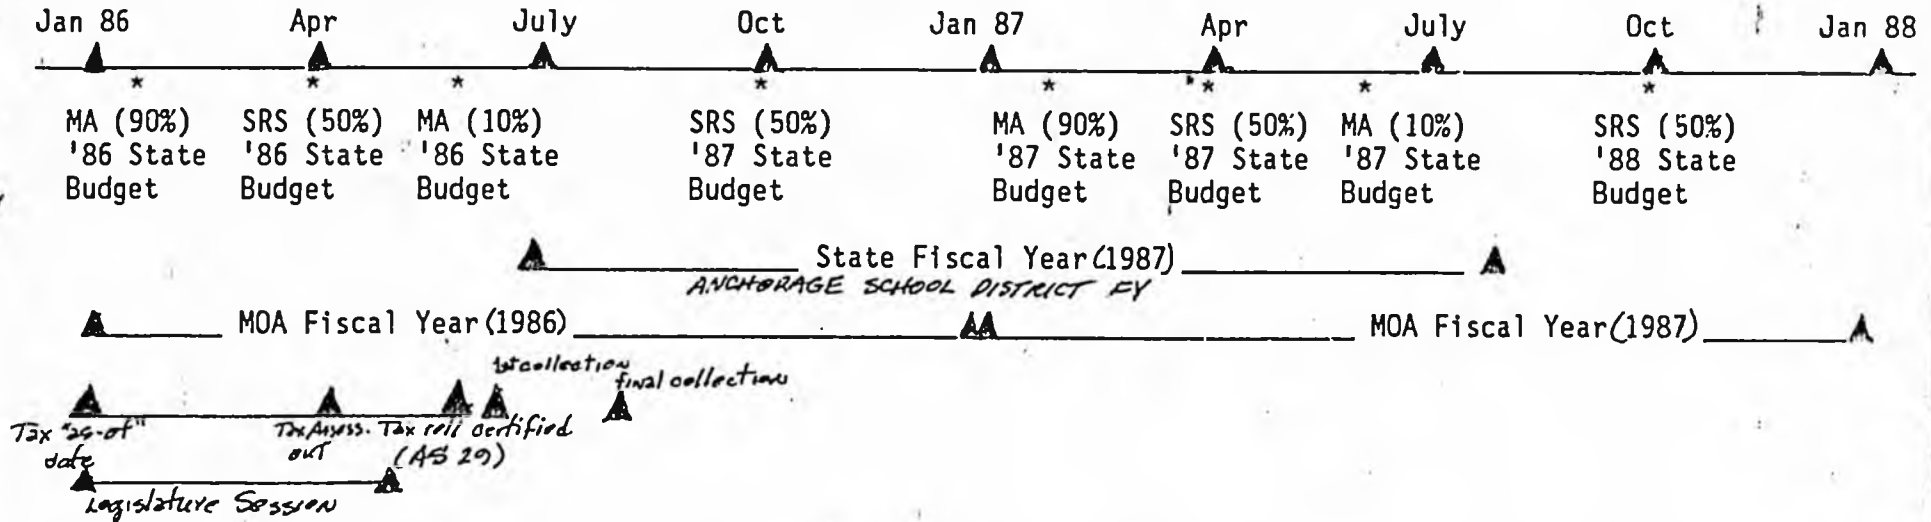 Jan 86 Apr July Oct Jan 87 Apr July Oct Jan 88
* * * * * * * *
MA (90%) SRS (50%) MA (10%) SRS (50%) MA (90%) SRS (50%) MA (10%) SRS (50%)
'86 State '86 State '86 State '87 State '87 State '87 State '87 State '88 State
Budget Budget Budget Budget Budget Budget Budget Budget
State Fiscal Year (1987)
ANCHORAGE SCHOOL DISTRICT FY
MOA Fiscal Year (1986) MOA Fiscal Year (1987)
1st collection
final collection
Tax "as-of" Tax Assess. Tax roll certified
date out (AS 29)
Legislature Session